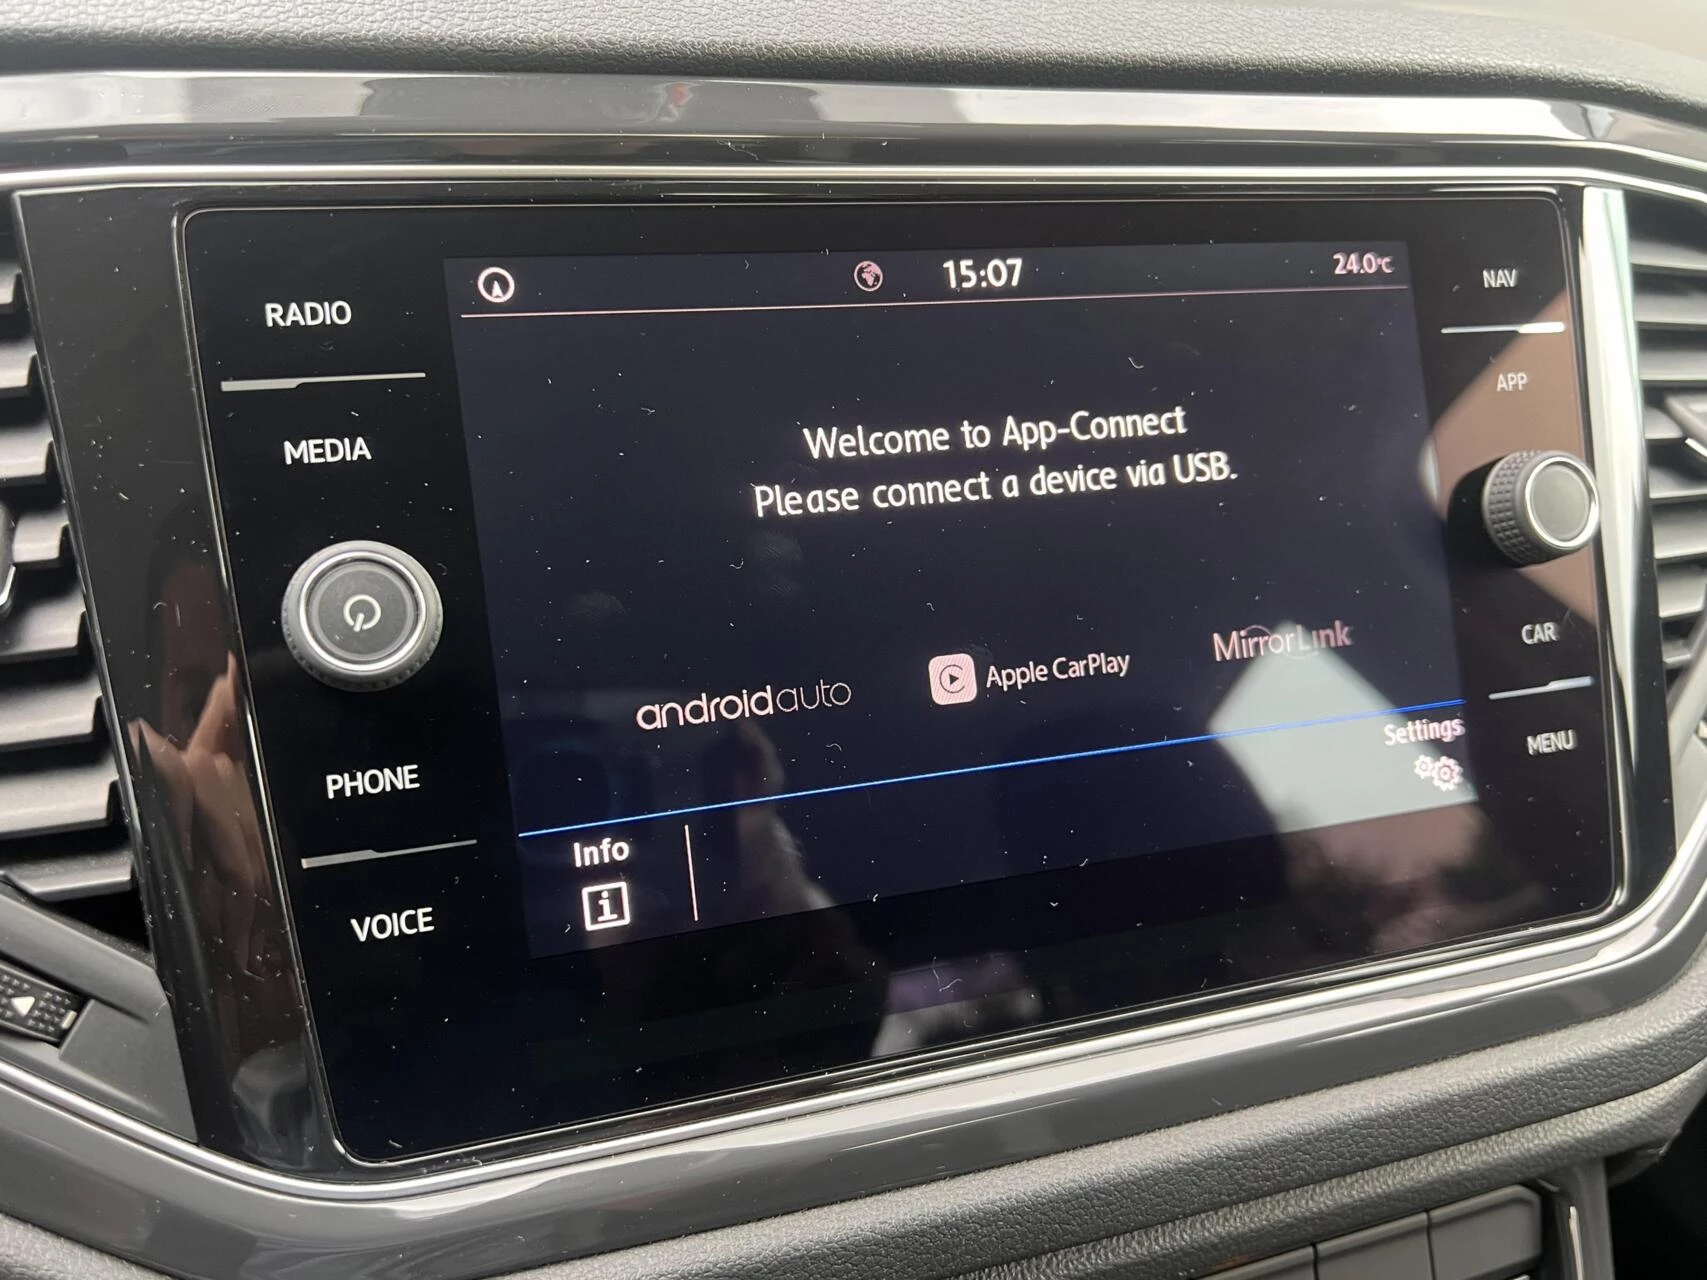 RADIO
MEDIA
PHONE
VOICE
15:07
24.0°C
Welcome to App-Connect
Please connect a device via USB.
androidauto
Apple CarPlay
MirrorLink
Settings
Info
i
NAV
APP
CAR
MENU